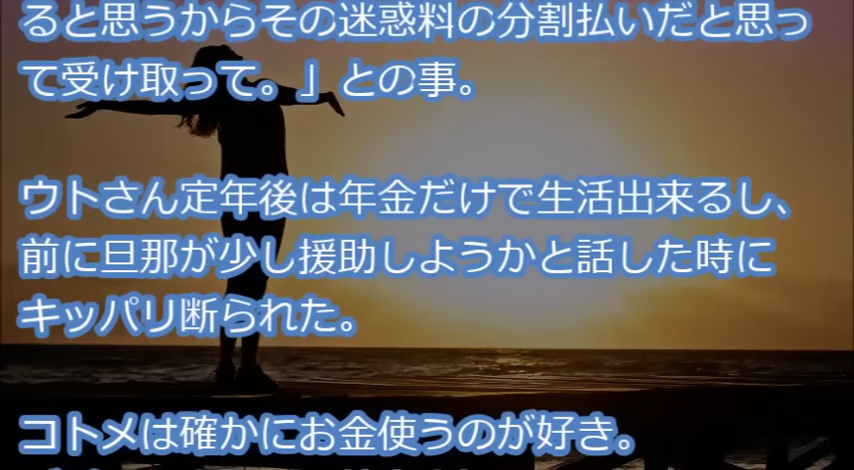 ると思うからその迷惑料の分割払いだと思っ
て受け取って。」との事。
ウトさん定年後は年金だけで生活出来るし、
前に旦那が少し援助しようかと話した時に
キッパリ断られた。
コトメは確かにお金使うのが好き。